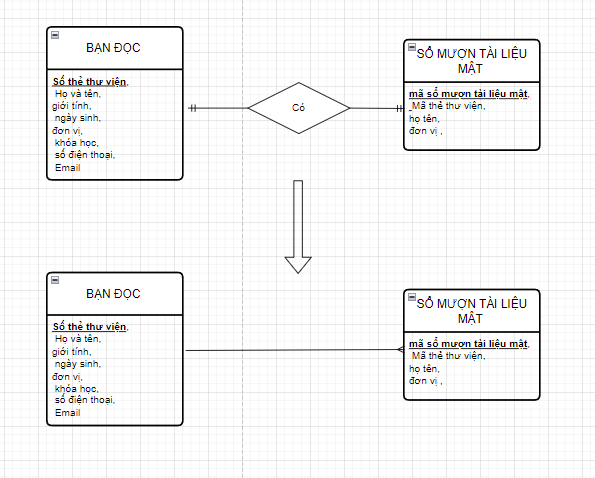 BẠN ĐỌC
Số thẻ thư viện,
Họ và tên,
giới tính,
ngày sinh,
đơn vị,
khóa học,
số điện thoại,
Email
Có
SỔ MƯỢN TÀI LIỆU
MẬT
mã số mượn tài liệu mật,
_Mã thẻ thư viện,
họ tên,
đơn vị ,
BẠN ĐỌC
Số thẻ thư viện,
Họ và tên,
giới tính,
ngày sinh,
đơn vị,
khóa học,
số điện thoại,
Email
SỔ MƯỢN TÀI LIỆU
MẬT
mã số mượn tài liệu mật,
Mã thẻ thư viện,
họ tên,
đơn vị ,